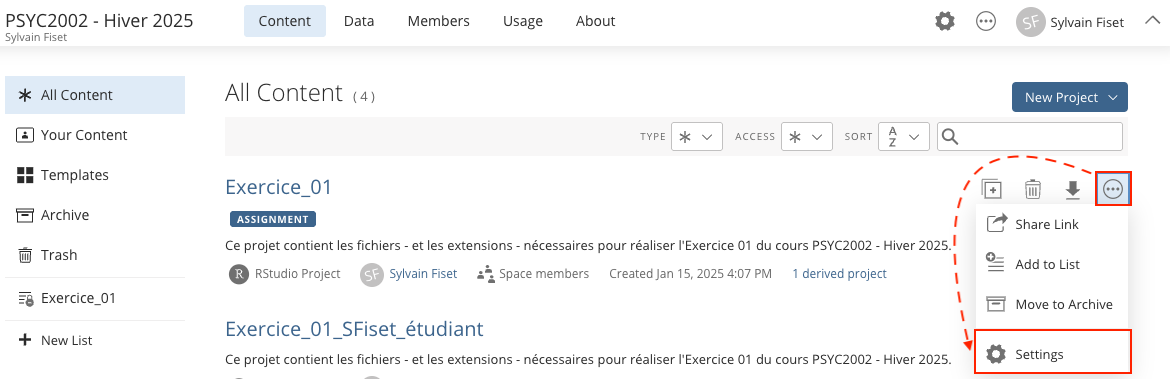 PSYC2002 - Hiver 2025
Sylvain Fiset
Content Data Members Usage About
SF Sylvain Fiset
All Content
Your Content
Templates
Archive
Trash
Exercice_01
New List
All Content ( 4 )
New Project
TYPE ACCESS SORT A Z
Exercice_01
ASSIGNMENT
Ce projet contient les fichiers - et les extensions - nécessaires pour réaliser l'Exercice 01 du cours PSYC2002 - Hiver 2025.
R RStudio Project SF Sylvain Fiset Space members Created Jan 15, 2025 4:07 PM 1 derived project
Share Link
Add to List
Move to Archive
Settings
Exercice_01_SFiset_étudiant
Ce projet contient les fichiers - et les extensions - nécessaires pour réaliser l'Exercice 01 du cours PSYC2002 - Hiver 2025.